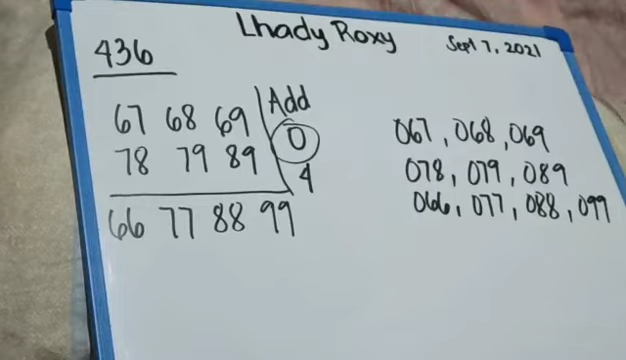 Lhady Roxy
Sept 7, 2021
436
67 68 69 Add
78 79 89 0
4
66 77 88 99
067, 068, 069
078, 079, 089
066, 077, 088, 099